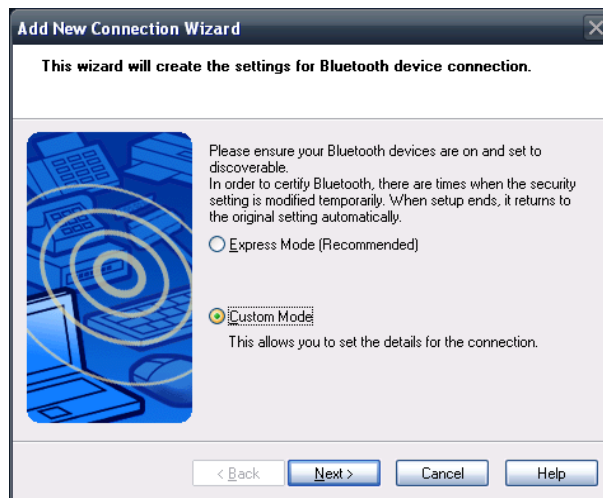 Add New Connection Wizard
This wizard will create the settings for Bluetooth device connection.
Please ensure your Bluetooth devices are on and set to
discoverable.
In order to certify Bluetooth, there are times when the security
setting is modified temporarily. When setup ends, it returns to
the original setting automatically.
Express Mode (Recommended)
Custom Mode
This allows you to set the details for the connection.
< Back Next > Cancel Help